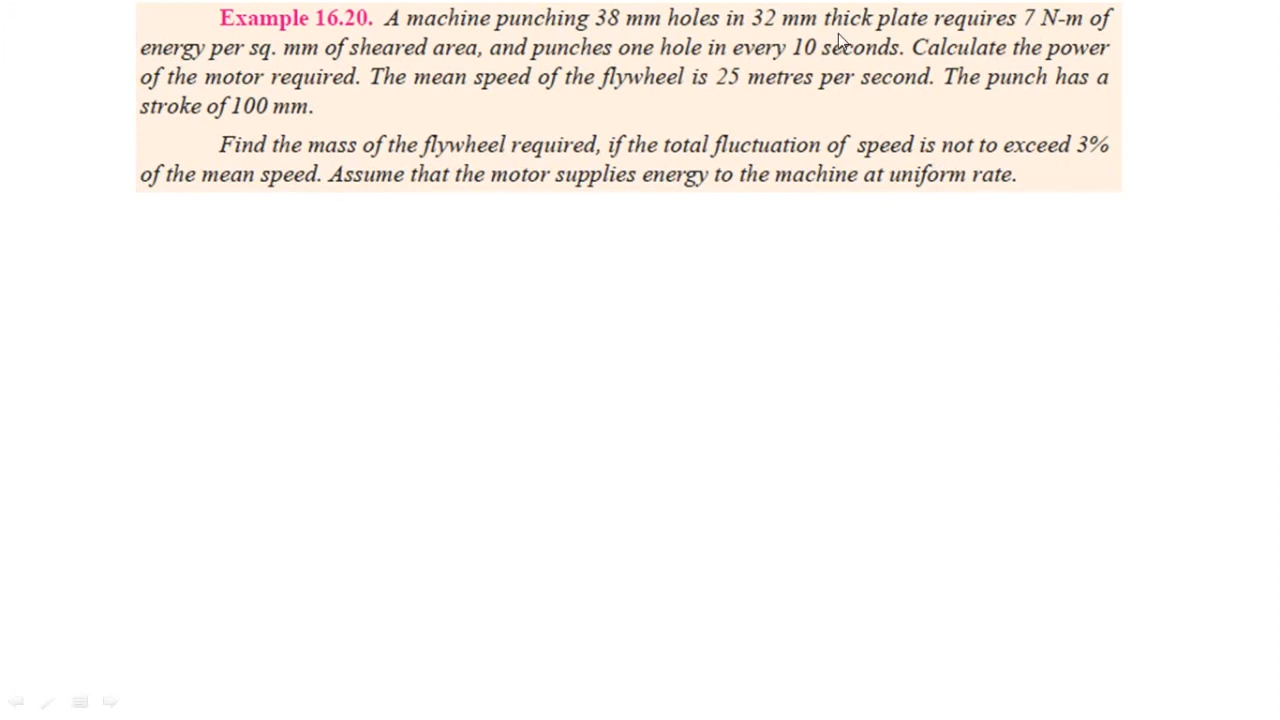 Example 16.20. A machine punching 38 mm holes in 32 mm thick plate requires 7 N-m of
energy per sq. mm of sheared area, and punches one hole in every 10 seconds. Calculate the power
of the motor required. The mean speed of the flywheel is 25 metres per second. The punch has a
stroke of 100 mm.
Find the mass of the flywheel required, if the total fluctuation of speed is not to exceed 3%
of the mean speed. Assume that the motor supplies energy to the machine at uniform rate.